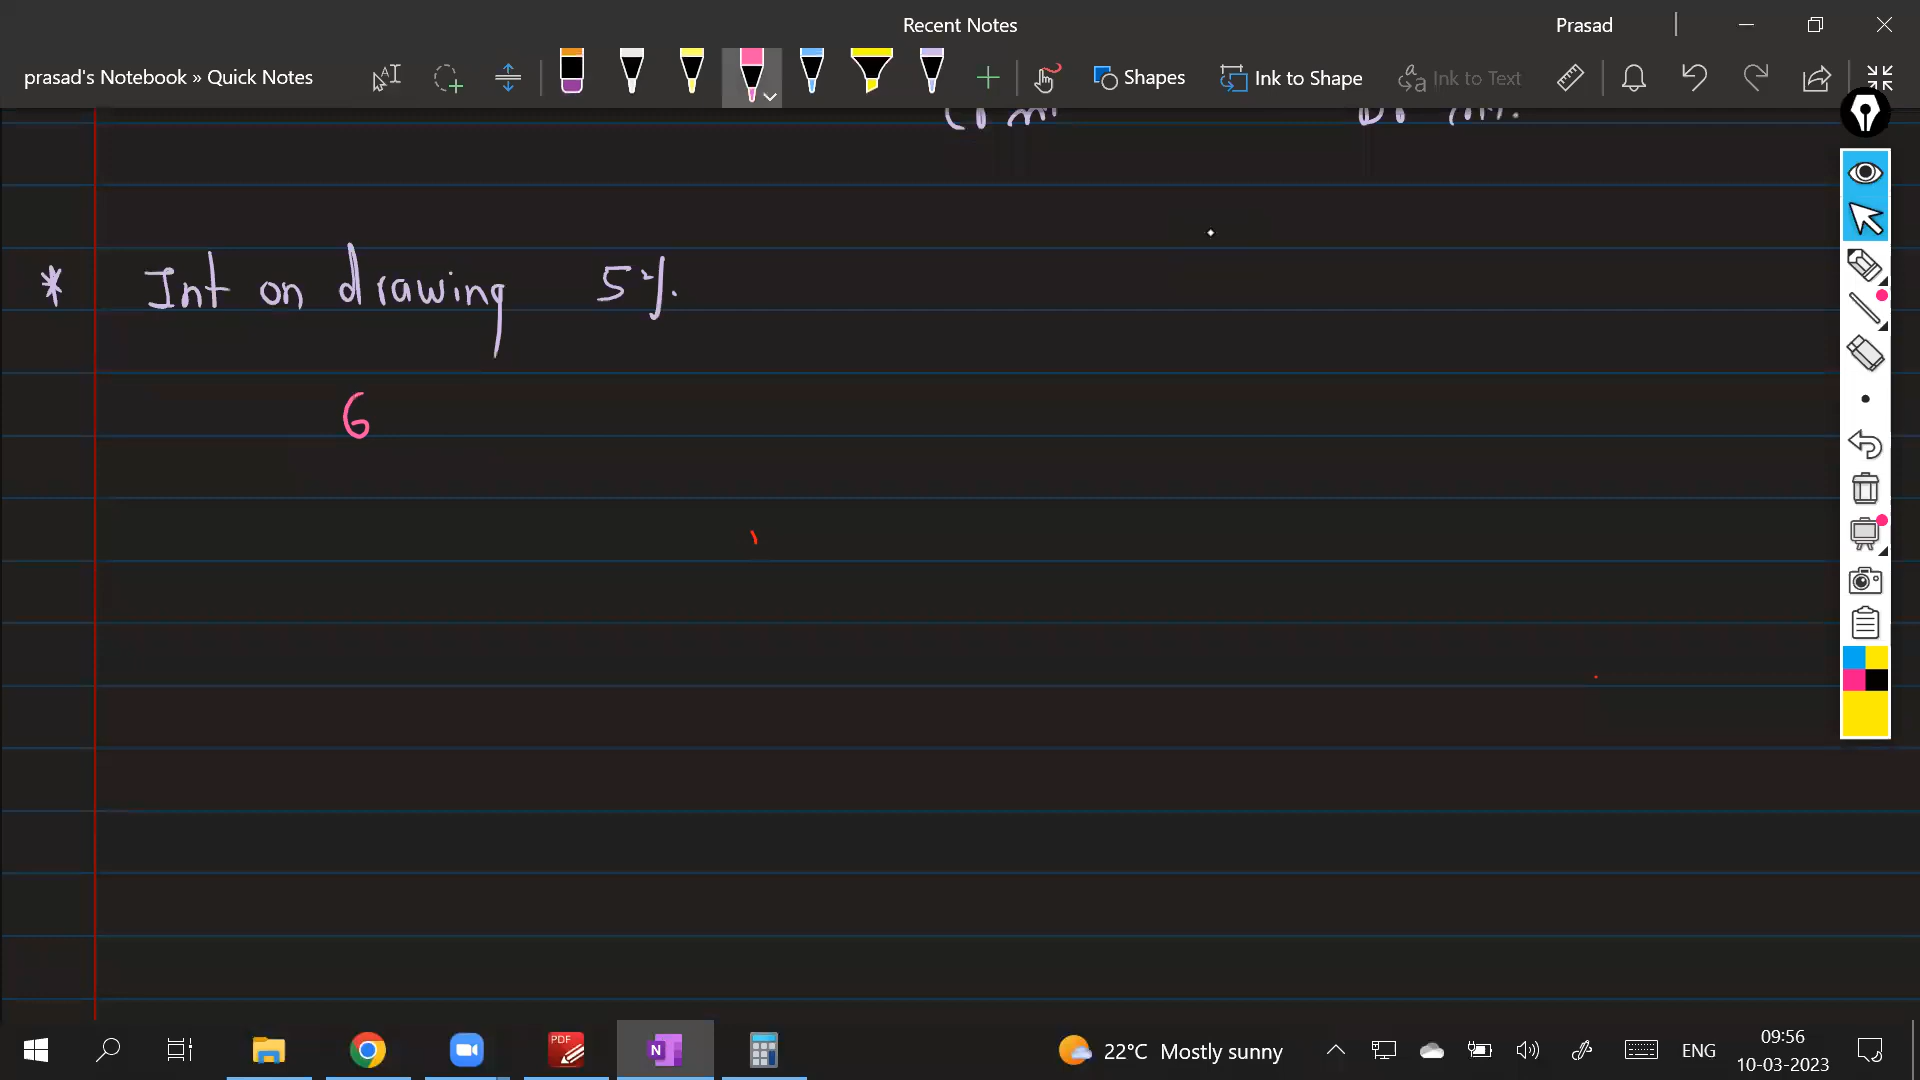 Recent Notes
Prasad
prasad's Notebook » Quick Notes
Shapes
Ink to Shape
Ink to Text
* Int on drawing 5%.
6
PDF
N
22°C Mostly sunny
ENG
09:56
10-03-2023